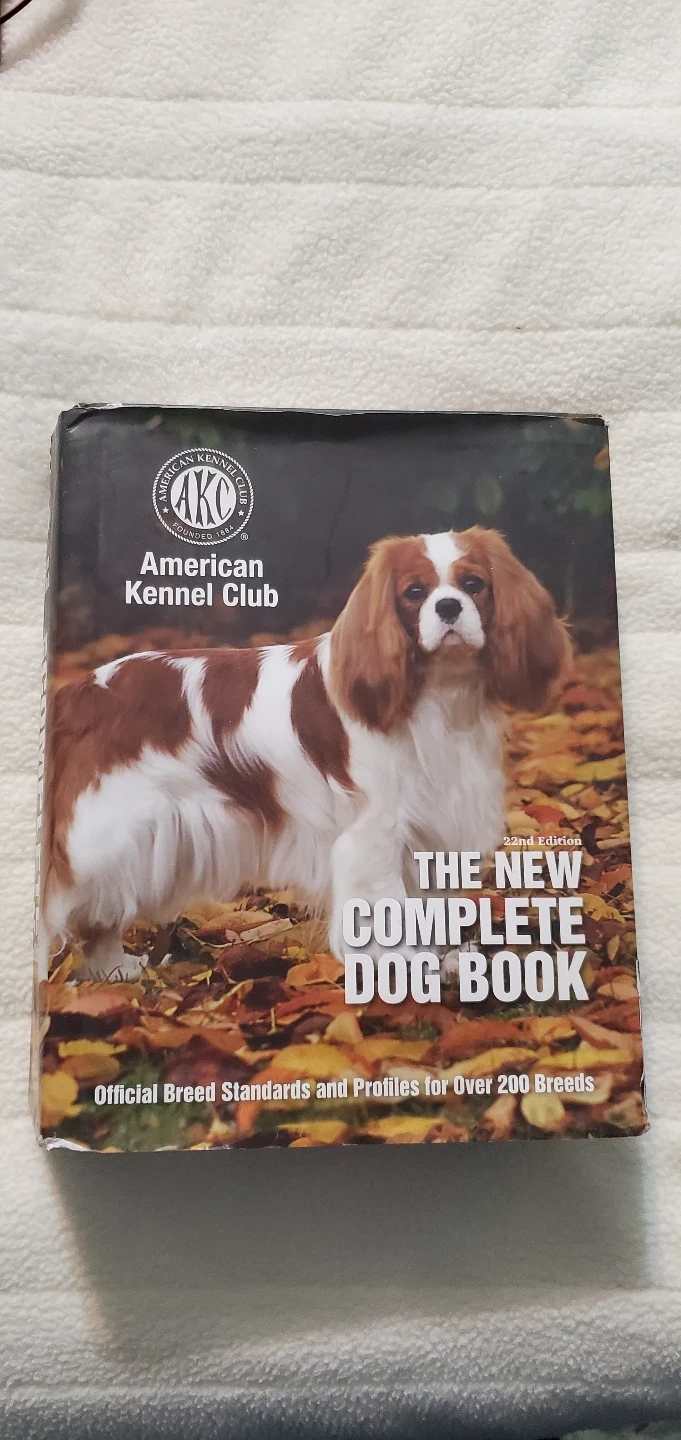 AMERICAN KENNEL CLUB
AKC
FOUNDED 1884
®
American
Kennel Club
22nd Edition
THE NEW
COMPLETE
DOG BOOK
Official Breed Standards and Profiles for Over 200 Breeds